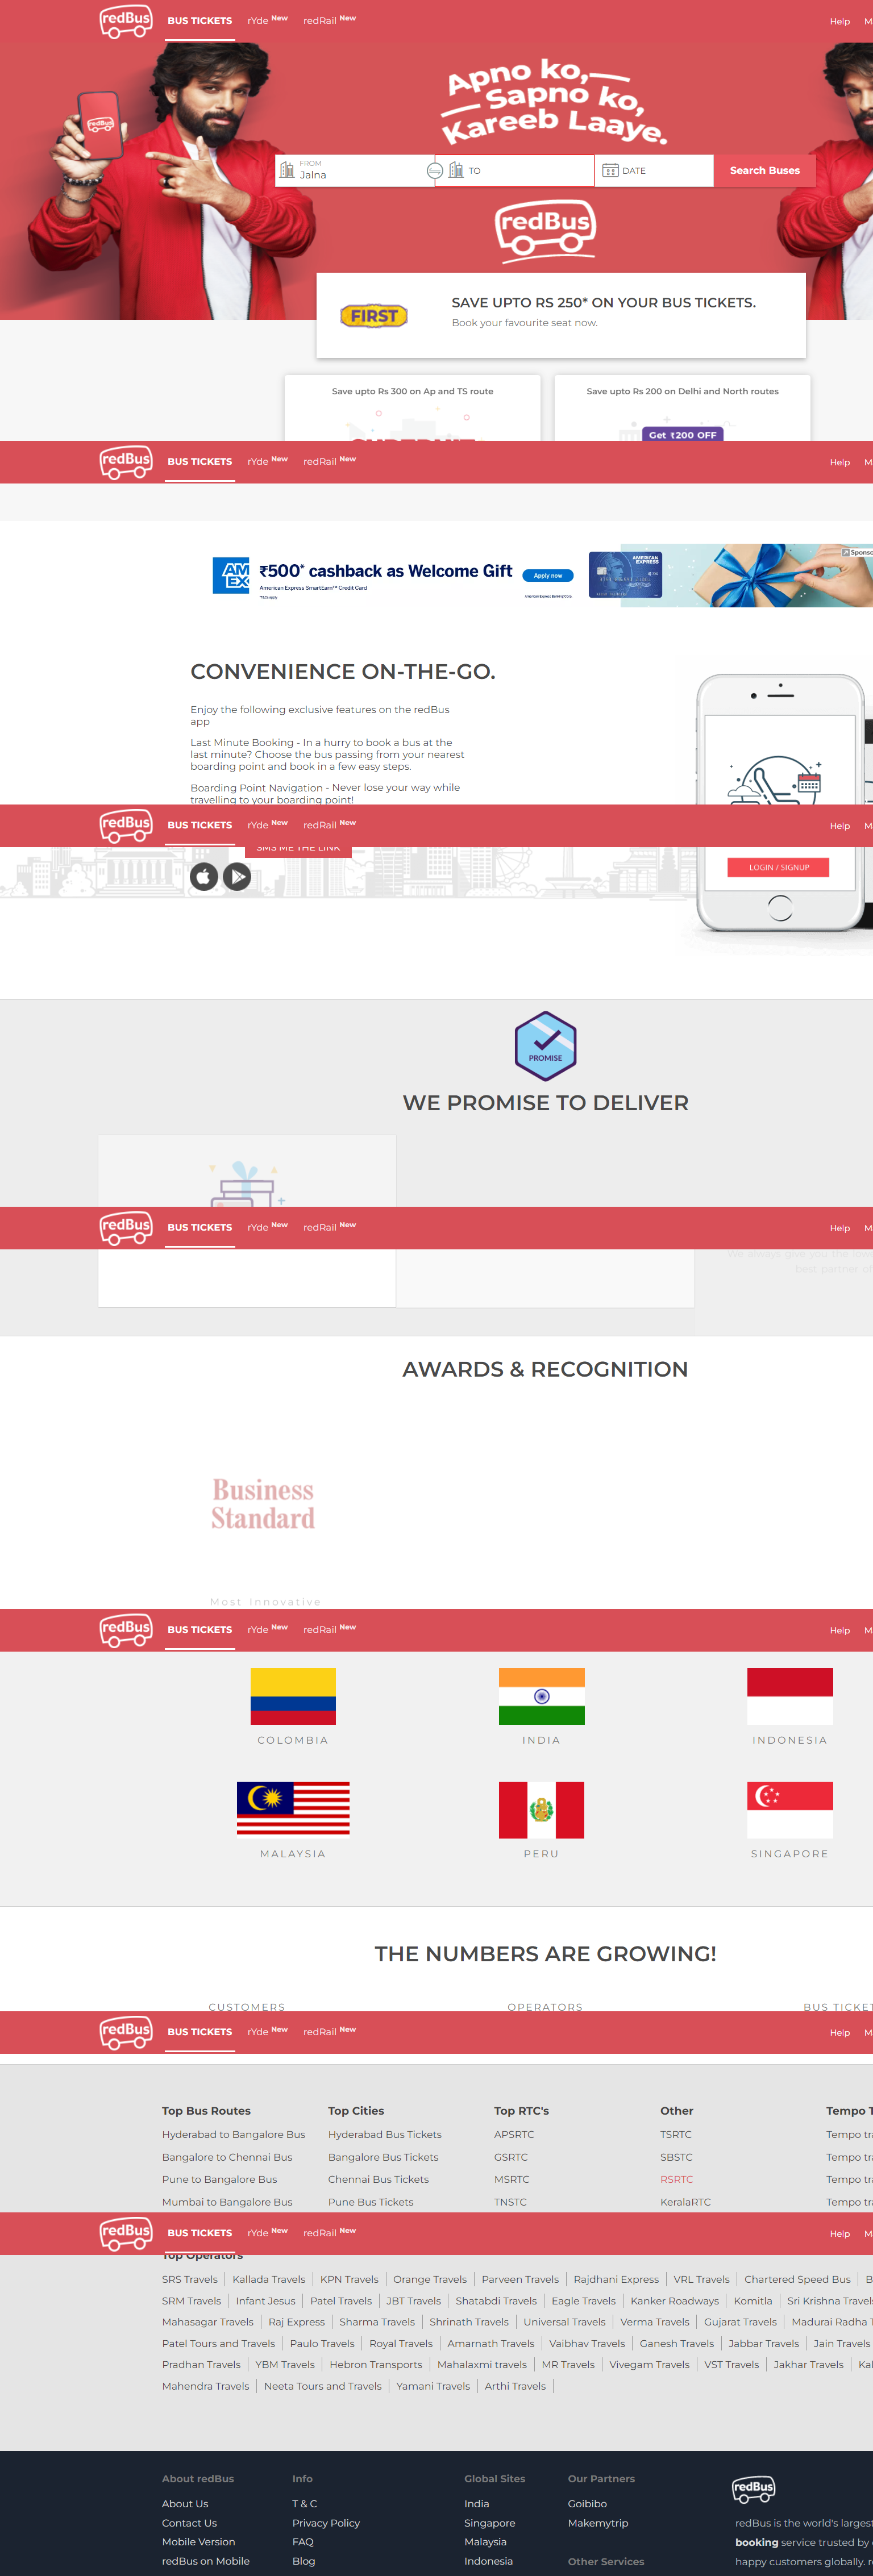 redBus BUS TICKETS rYde New redRail New Help M
Apno ko,
Sapno ko,
Kareeb Laaye.
redBus
FROM
Jalna TO DATE Search Buses
redBus
FIRST SAVE UPTO RS 250* ON YOUR BUS TICKETS.
Book your favourite seat now.
Save upto Rs 300 on Ap and TS route Save upto Rs 200 on Delhi and North routes
Get ₹200 OFF
redBus BUS TICKETS rYde New redRail New Help M
AM
EX
₹500* cashback as Welcome Gift
American Express SmartEarn™ Credit Card
Apply now
AMERICAN EXPRESS
CONVENIENCE ON-THE-GO.
Enjoy the following exclusive features on the redBus
app
Last Minute Booking - In a hurry to book a bus at the
last minute? Choose the bus passing from your nearest
boarding point and book in a few easy steps.
Boarding Point Navigation - Never lose your way while
travelling to your boarding point!
redBus BUS TICKETS rYde New redRail New Help M
SMS ME THE LINK
LOGIN / SIGNUP
PROMISE
WE PROMISE TO DELIVER
redBus BUS TICKETS rYde New redRail New Help M
We always give you the
best partner of
AWARDS & RECOGNITION
Business
Standard
Most Innovative
redBus BUS TICKETS rYde New redRail New Help M
COLOMBIA INDIA INDONESIA
MALAYSIA PERU SINGAPORE
THE NUMBERS ARE GROWING!
CUSTOMERS OPERATORS BUS TICKET
redBus BUS TICKETS rYde New redRail New Help M
Top Bus Routes Top Cities Top RTC's Other Tempo T
Hyderabad to Bangalore Bus Hyderabad Bus Tickets APSRTC TSRTC Tempo tra
Bangalore to Chennai Bus Bangalore Bus Tickets GSRTC SBSTC Tempo tra
Pune to Bangalore Bus Chennai Bus Tickets MSRTC RSRTC Tempo tra
Mumbai to Bangalore Bus Pune Bus Tickets TNSTC KeralaRTC Tempo tra
redBus BUS TICKETS rYde New redRail New Help M
Top Operators
SRS Travels Kallada Travels KPN Travels Orange Travels Parveen Travels Rajdhani Express VRL Travels Chartered Speed Bus B
SRM Travels Infant Jesus Patel Travels JBT Travels Shatabdi Travels Eagle Travels Kanker Roadways Komitla Sri Krishna Travels
Mahasagar Travels Raj Express Sharma Travels Shrinath Travels Universal Travels Verma Travels Gujarat Travels Madurai Radha T
Patel Tours and Travels Paulo Travels Royal Travels Amarnath Travels Vaibhav Travels Ganesh Travels Jabbar Travels Jain Travels
Pradhan Travels YBM Travels Hebron Transports Mahalaxmi travels MR Travels Vivegam Travels VST Travels Jakhar Travels Kal
Mahendra Travels Neeta Tours and Travels Yamani Travels Arthi Travels
About redBus Info Global Sites Our Partners redBus
About Us T & C India Goibibo
Contact Us Privacy Policy Singapore Makemytrip redBus is the world's largest
Mobile Version FAQ Malaysia booking service trusted by
redBus on Mobile Blog Indonesia Other Services happy customers globally. r